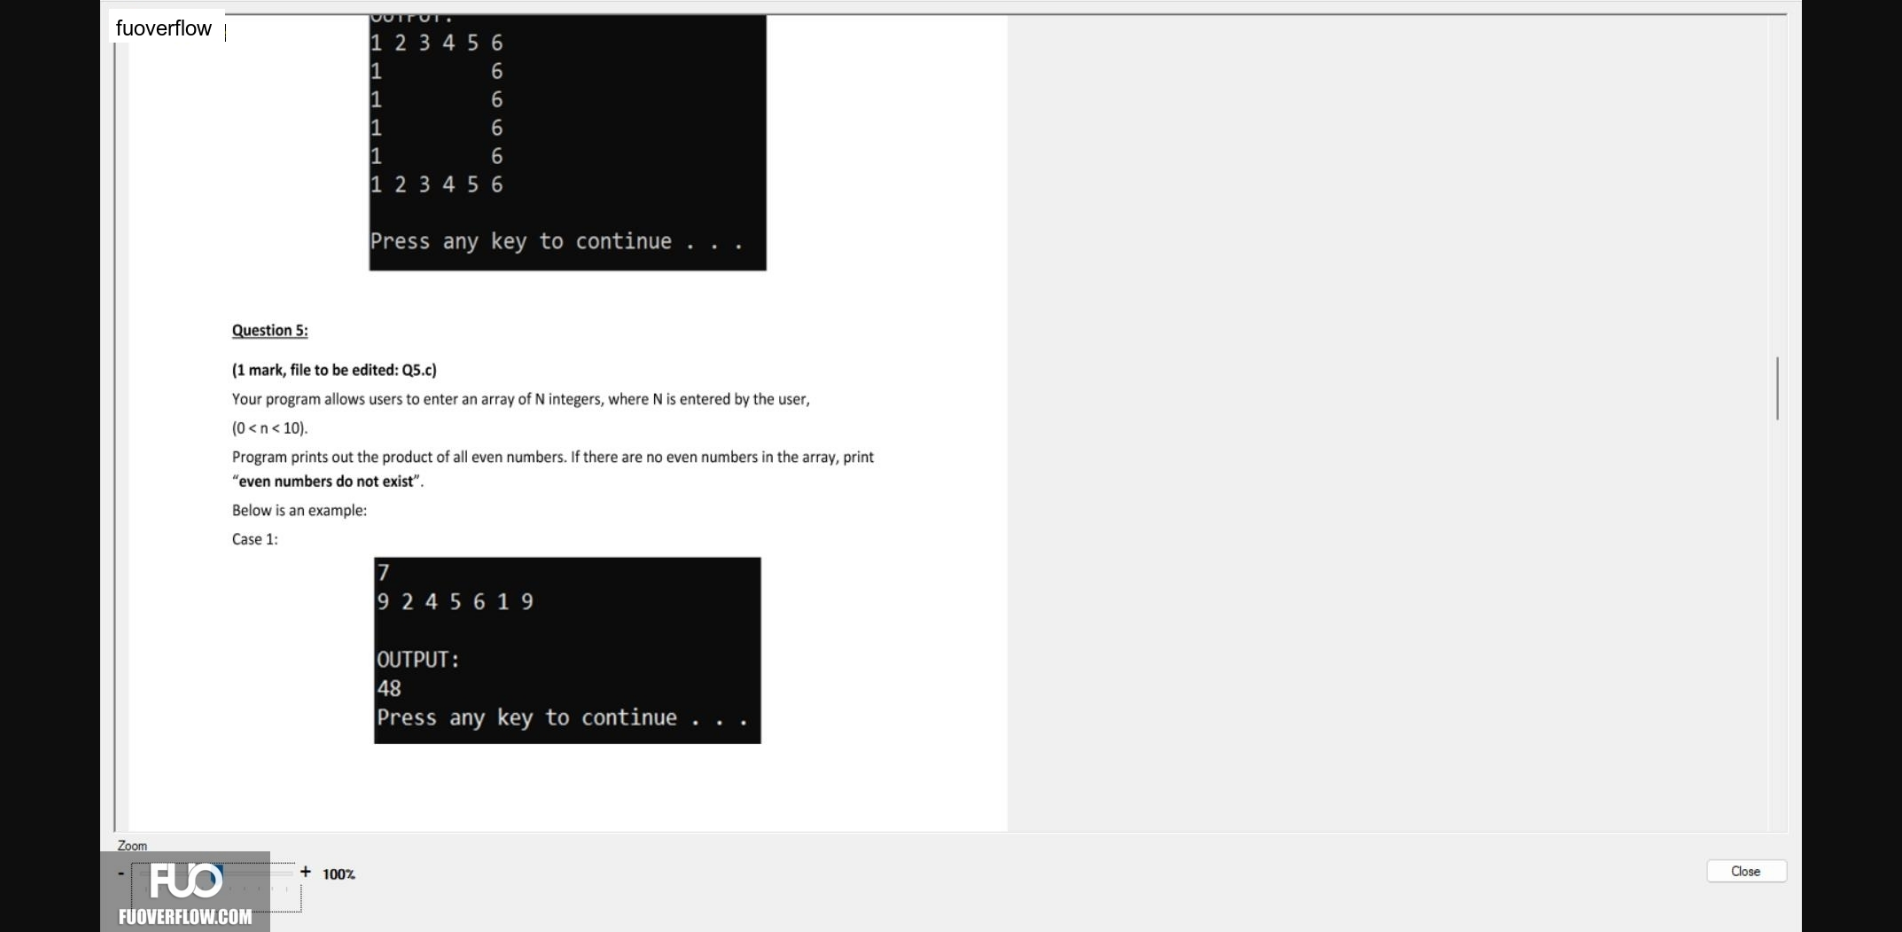 fuoverflow
OUTPUT:
1 2 3 4 5 6
1 6
1 6
1 6
1 6
1 2 3 4 5 6
Press any key to continue . . .
Question 5:
(1 mark, file to be edited: Q5.c)
Your program allows users to enter an array of N integers, where N is entered by the user,
(0 < n < 10).
Program prints out the product of all even numbers. If there are no even numbers in the array, print
“even numbers do not exist”.
Below is an example:
Case 1:
7
9 2 4 5 6 1 9
OUTPUT:
48
Press any key to continue . . .
Zoom
- + 100%
Close
FUO
FUOVERFLOW.COM